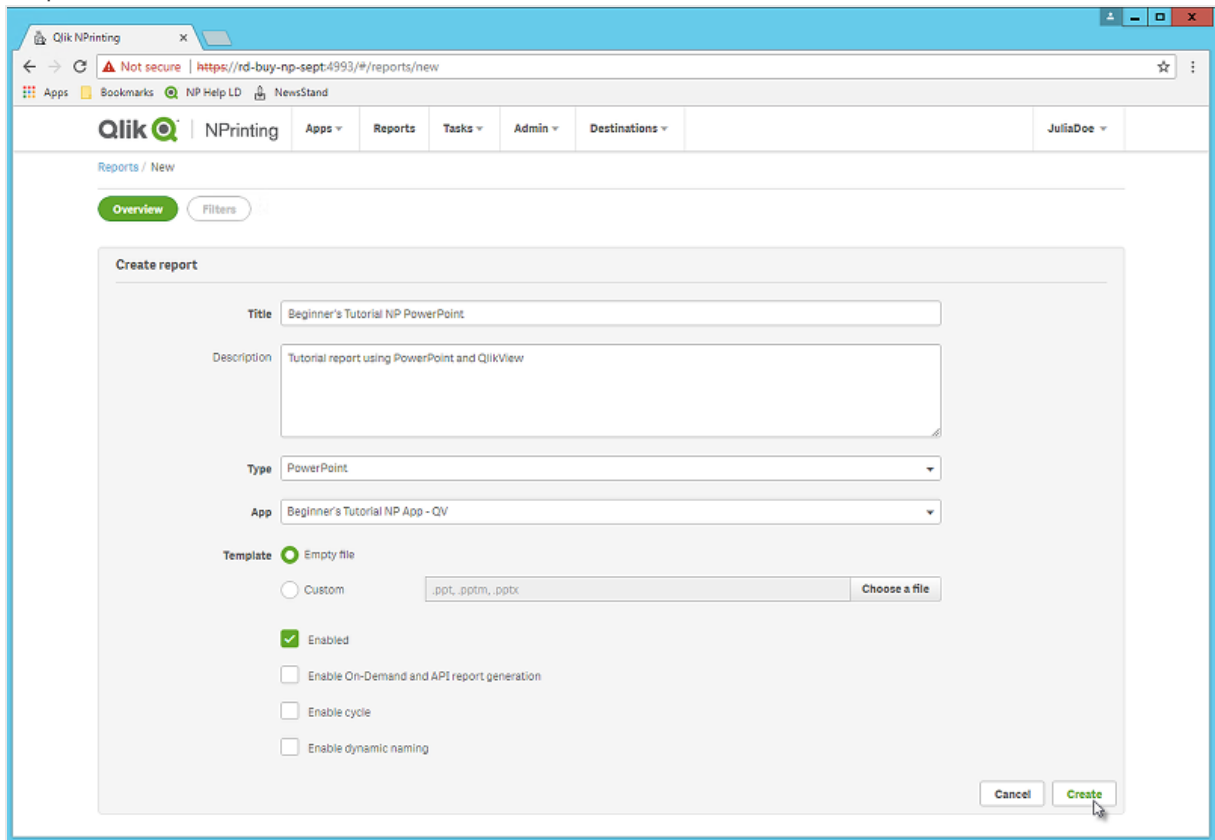 Qlik NPrinting
Not secure | https://rd-buy-np-sept:4993/#/reports/new
Apps Bookmarks NP Help LD NewsStand
Qlik NPrinting Apps Reports Tasks Admin Destinations JuliaDoe
Reports / New
Overview Filters
Create report
Title Beginner's Tutorial NP PowerPoint
Description Tutorial report using PowerPoint and QlikView
Type PowerPoint
App Beginner's Tutorial NP App - QV
Template Empty file
Custom .ppt, .pptm, .pptx Choose a file
Enabled
Enable On-Demand and API report generation
Enable cycle
Enable dynamic naming
Cancel Create